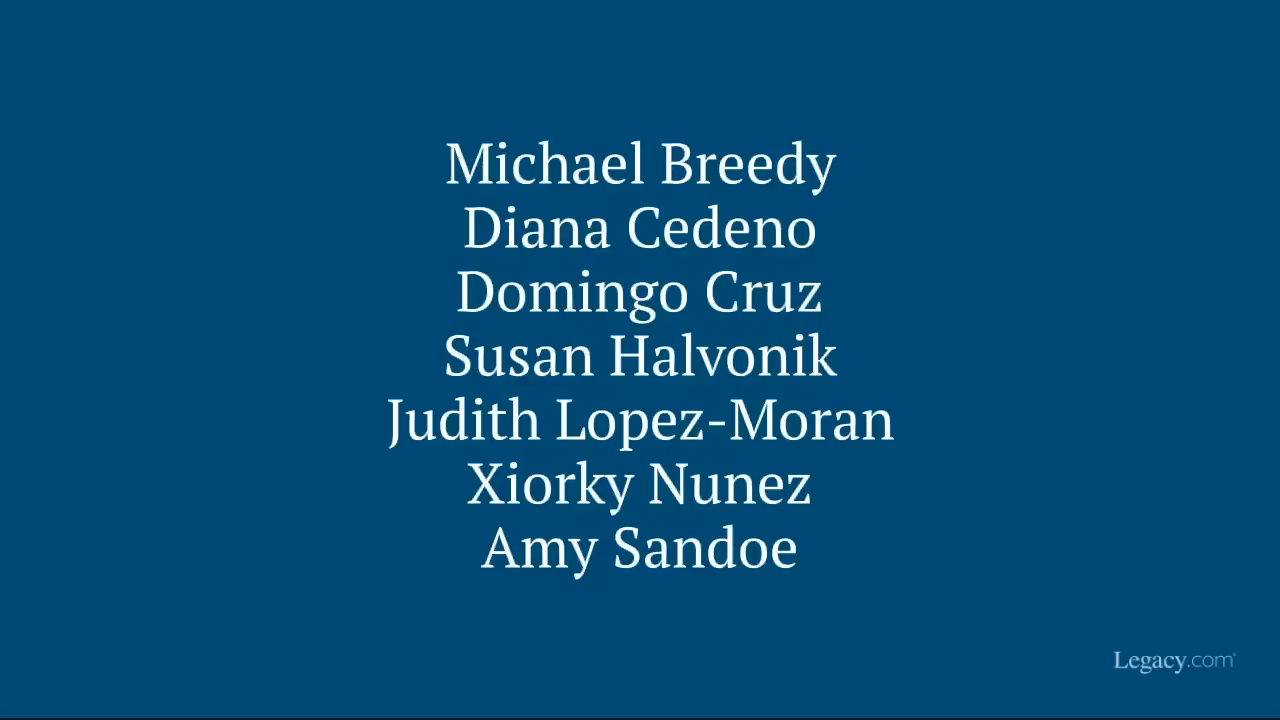 Michael Breedy
Diana Cedeno
Domingo Cruz
Susan Halvonik
Judith Lopez-Moran
Xiorky Nunez
Amy Sandoe
Legacy.com